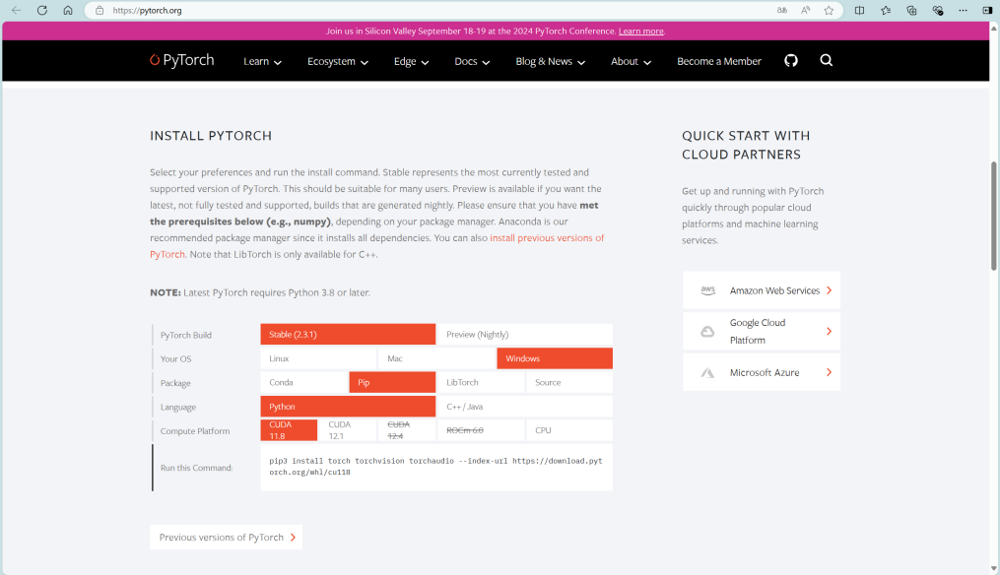 https://pytorch.org
Join us in Silicon Valley September 18-19 at the 2024 PyTorch Conference. Learn more.
PyTorch
Learn
Ecosystem
Edge
Docs
Blog & News
About
Become a Member
INSTALL PYTORCH
Select your preferences and run the install command. Stable represents the most currently tested and
supported version of PyTorch. This should be suitable for many users. Preview is available if you want the
latest, not fully tested and supported, builds that are generated nightly. Please ensure that you have met
the prerequisites below (e.g., numpy), depending on your package manager. Anaconda is our
recommended package manager since it installs all dependencies. You can also install previous versions of
PyTorch. Note that LibTorch is only available for C++.
NOTE: Latest PyTorch requires Python 3.8 or later.
PyTorch Build
Stable (2.3.1)
Preview (Nightly)
Your OS
Linux
Mac
Windows
Package
Conda
Pip
LibTorch
Source
Language
Python
C++ / Java
Compute Platform
CUDA
11.8
CUDA
12.1
CUDA
12.4
ROCm 6.0
CPU
Run this Command:
pip3 install torch torchvision torchaudio --index-url https://download.pyt
orch.org/whl/cu118
Previous versions of PyTorch
QUICK START WITH
CLOUD PARTNERS
Get up and running with PyTorch
quickly through popular cloud
platforms and machine learning
services.
aws
Amazon Web Services
Google Cloud
Platform
Microsoft Azure